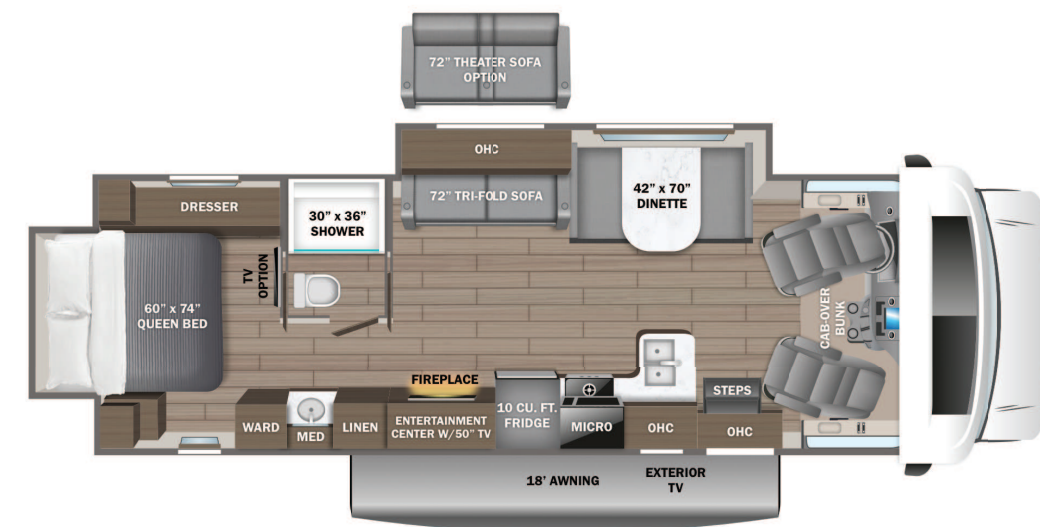 72" THEATER SOFA
OPTION
OHC
72" TRI-FOLD SOFA
42" x 70"
DINETTE
DRESSER
30" x 36"
SHOWER
TV
OPTION
60" x 74"
QUEEN BED
CAB-OVER
BUNK
FIREPLACE
STEPS
WARD
MED
LINEN
ENTERTAINMENT
CENTER W/50" TV
10 CU. FT.
FRIDGE
MICRO
OHC
OHC
18' AWNING
EXTERIOR
TV